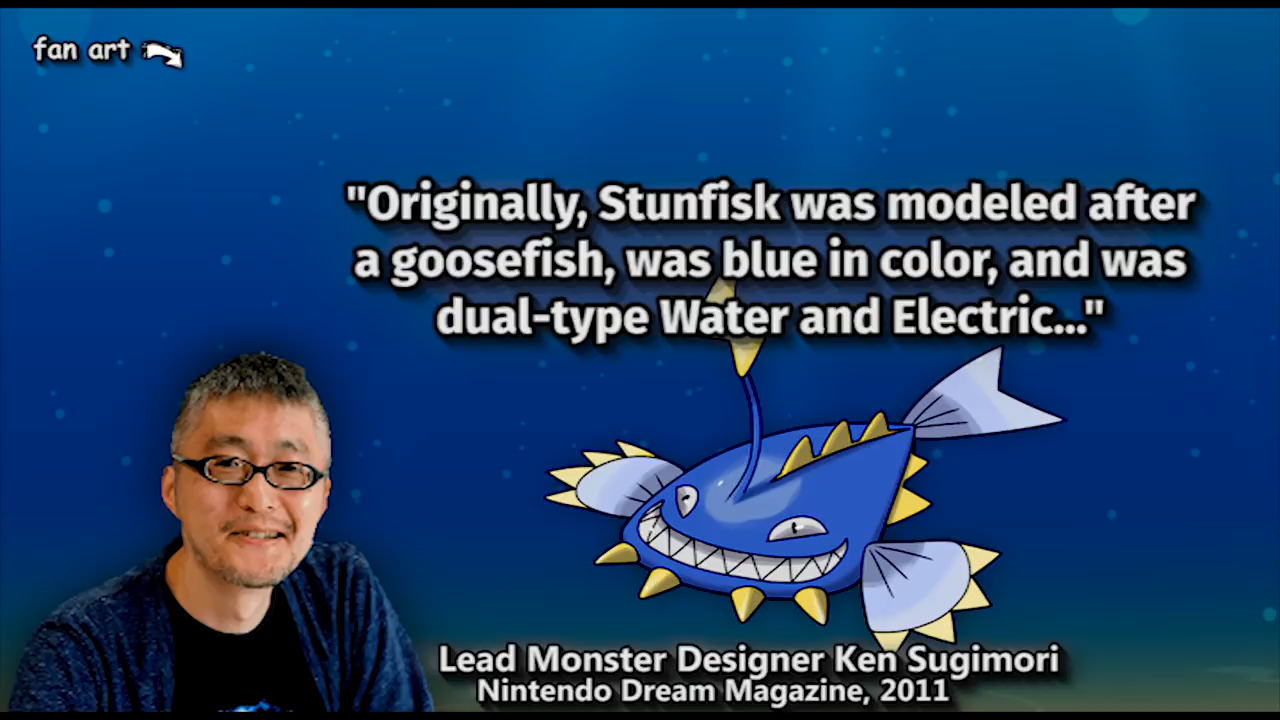 fan art
"Originally, Stunfisk was modeled after
a goosefish, was blue in color, and was
dual-type Water and Electric..."
Lead Monster Designer Ken Sugimori
Nintendo Dream Magazine, 2011